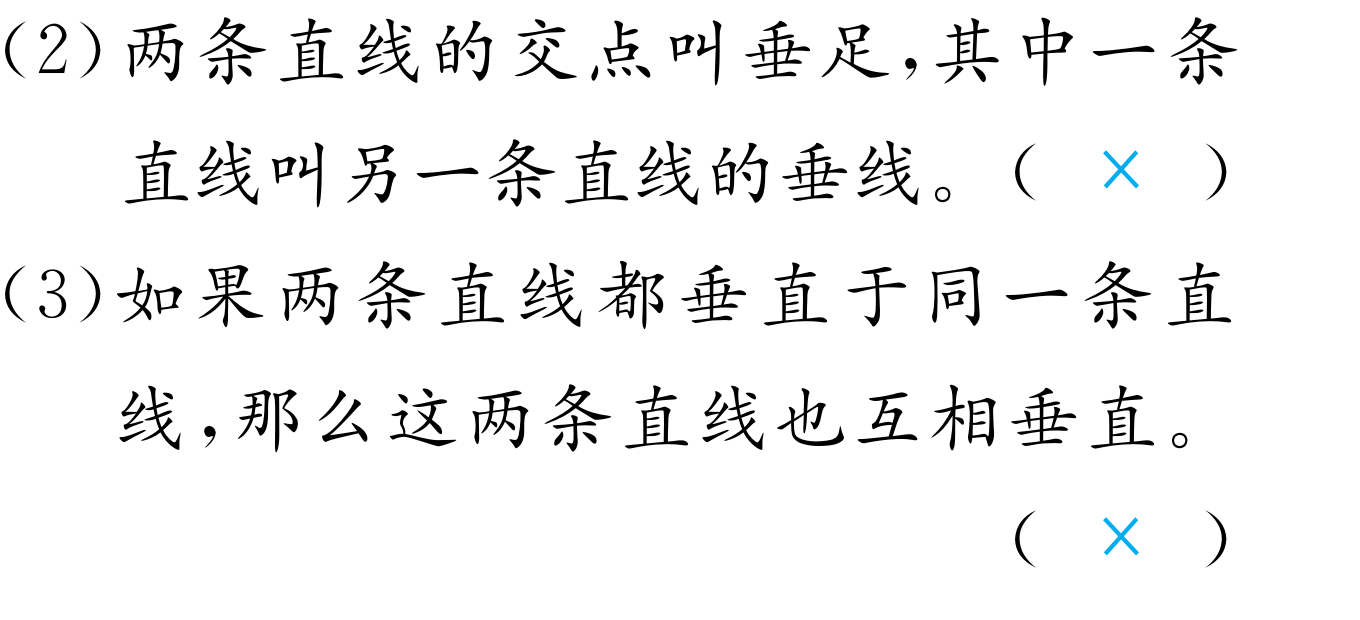 (2)两条直线的交点叫垂足,其中一条
直线叫另一条直线的垂线。( × )
(3)如果两条直线都垂直于同一条直
线,那么这两条直线也互相垂直。
( × )